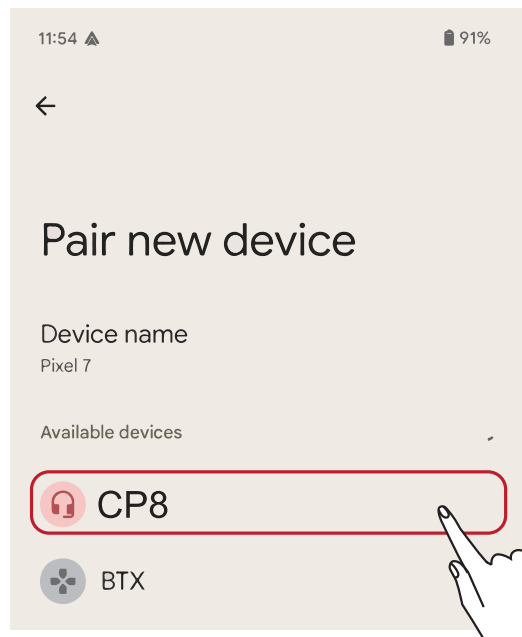 11:54
91%
Pair new device
Device name
Pixel 7
Available devices
CP8
BTX